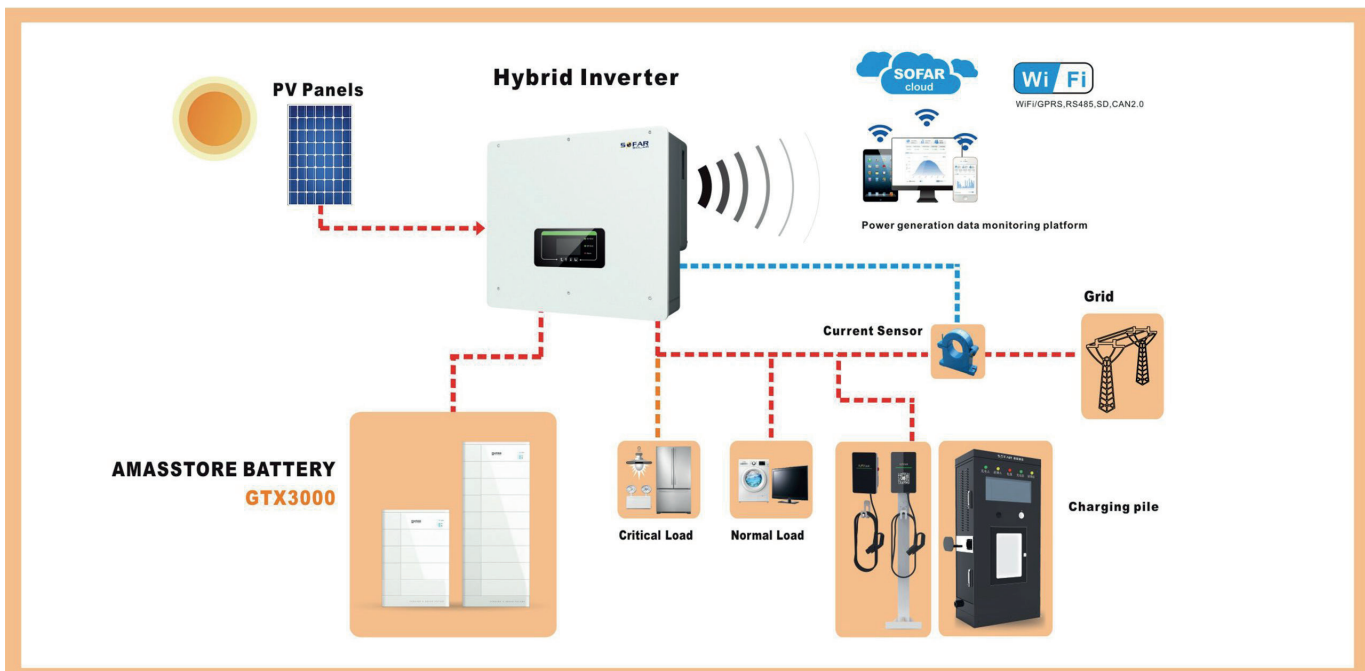 Hybrid Inverter
PV Panels
SOFAR
cloud
Wi Fi
WiFi/GPRS,RS485,SD,CAN2.0
SOFAR
Power generation data monitoring platform
Grid
Current Sensor
AMASSTORE BATTERY
GTX3000
Critical Load
Normal Load
Charging pile